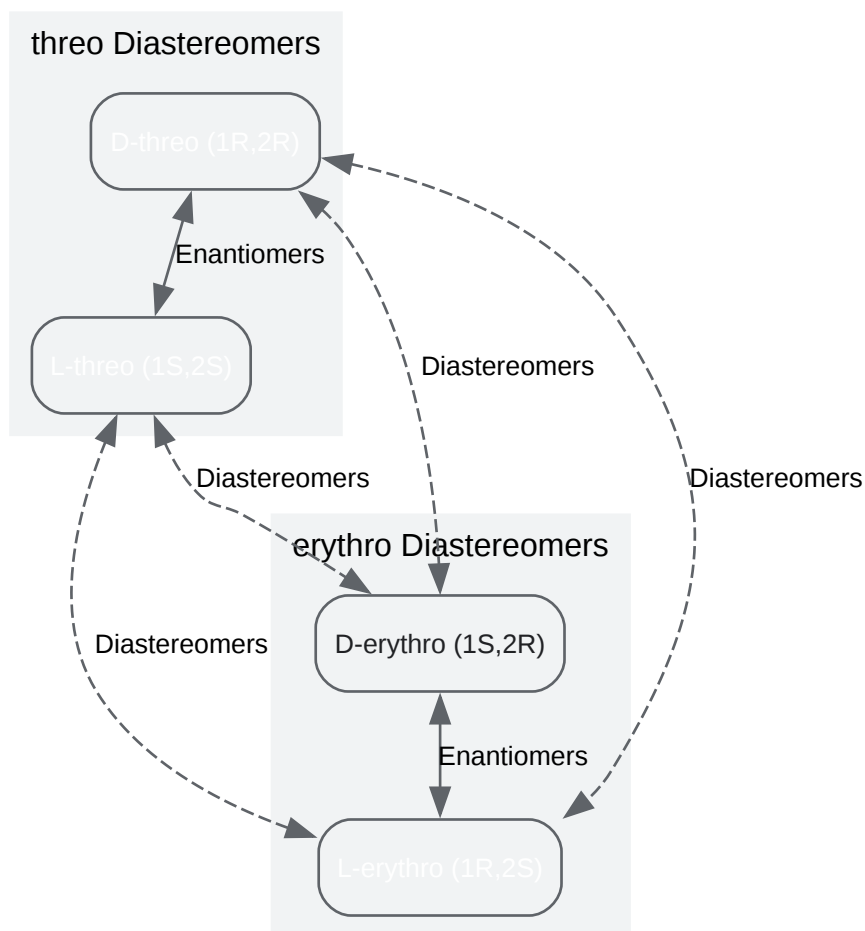 threo Diastereomers
D-threo (1R,2R)
Enantiomers
L-threo (1S,2S)
Diastereomers
Diastereomers
Diastereomers
erythro Diastereomers
D-erythro (1S,2R)
Diastereomers
Enantiomers
L-erythro (1R,2S)